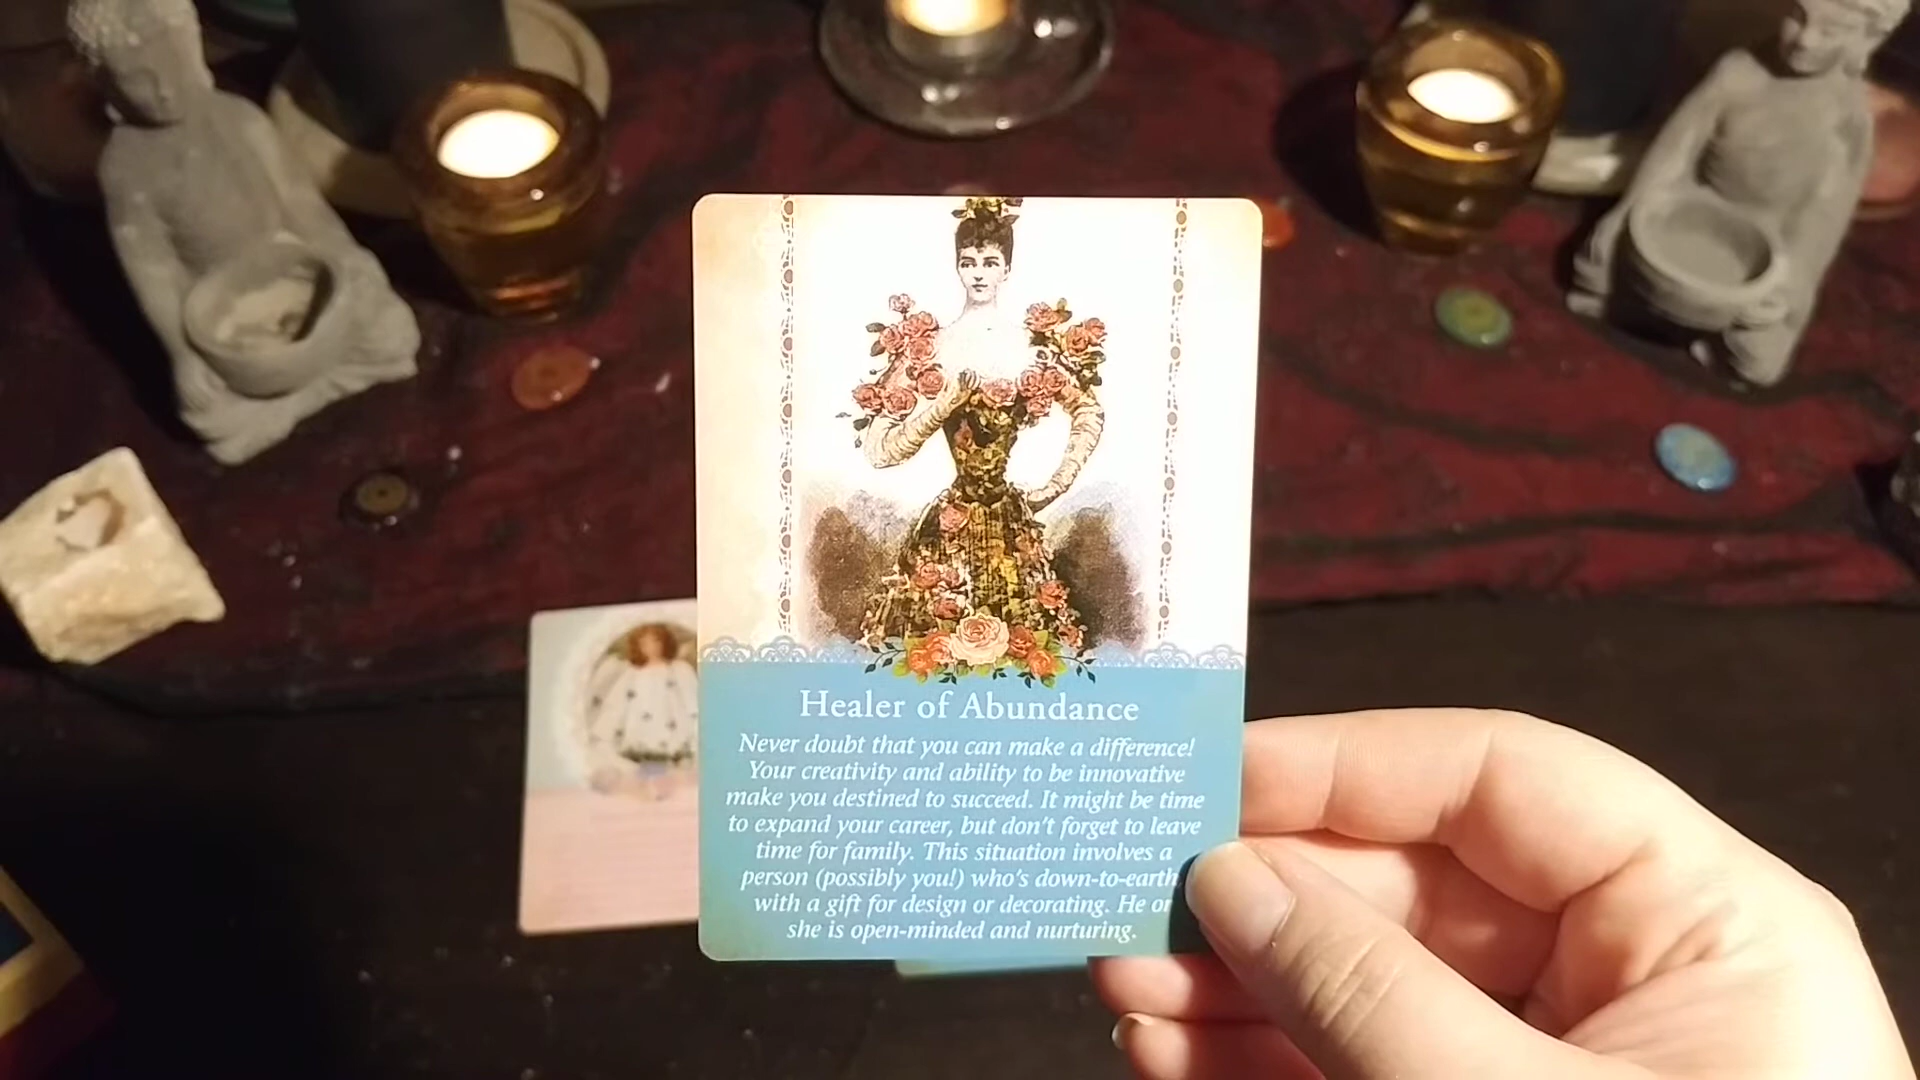 Healer of Abundance
Never doubt that you can make a difference!
Your creativity and ability to be innovative
make you destined to succeed. It might be time
to expand your career, but don't forget to leave
time for family. This situation involves a
person (possibly you!) who's down-to-earth
with a gift for design or decorating. He or
she is open-minded and nurturing.